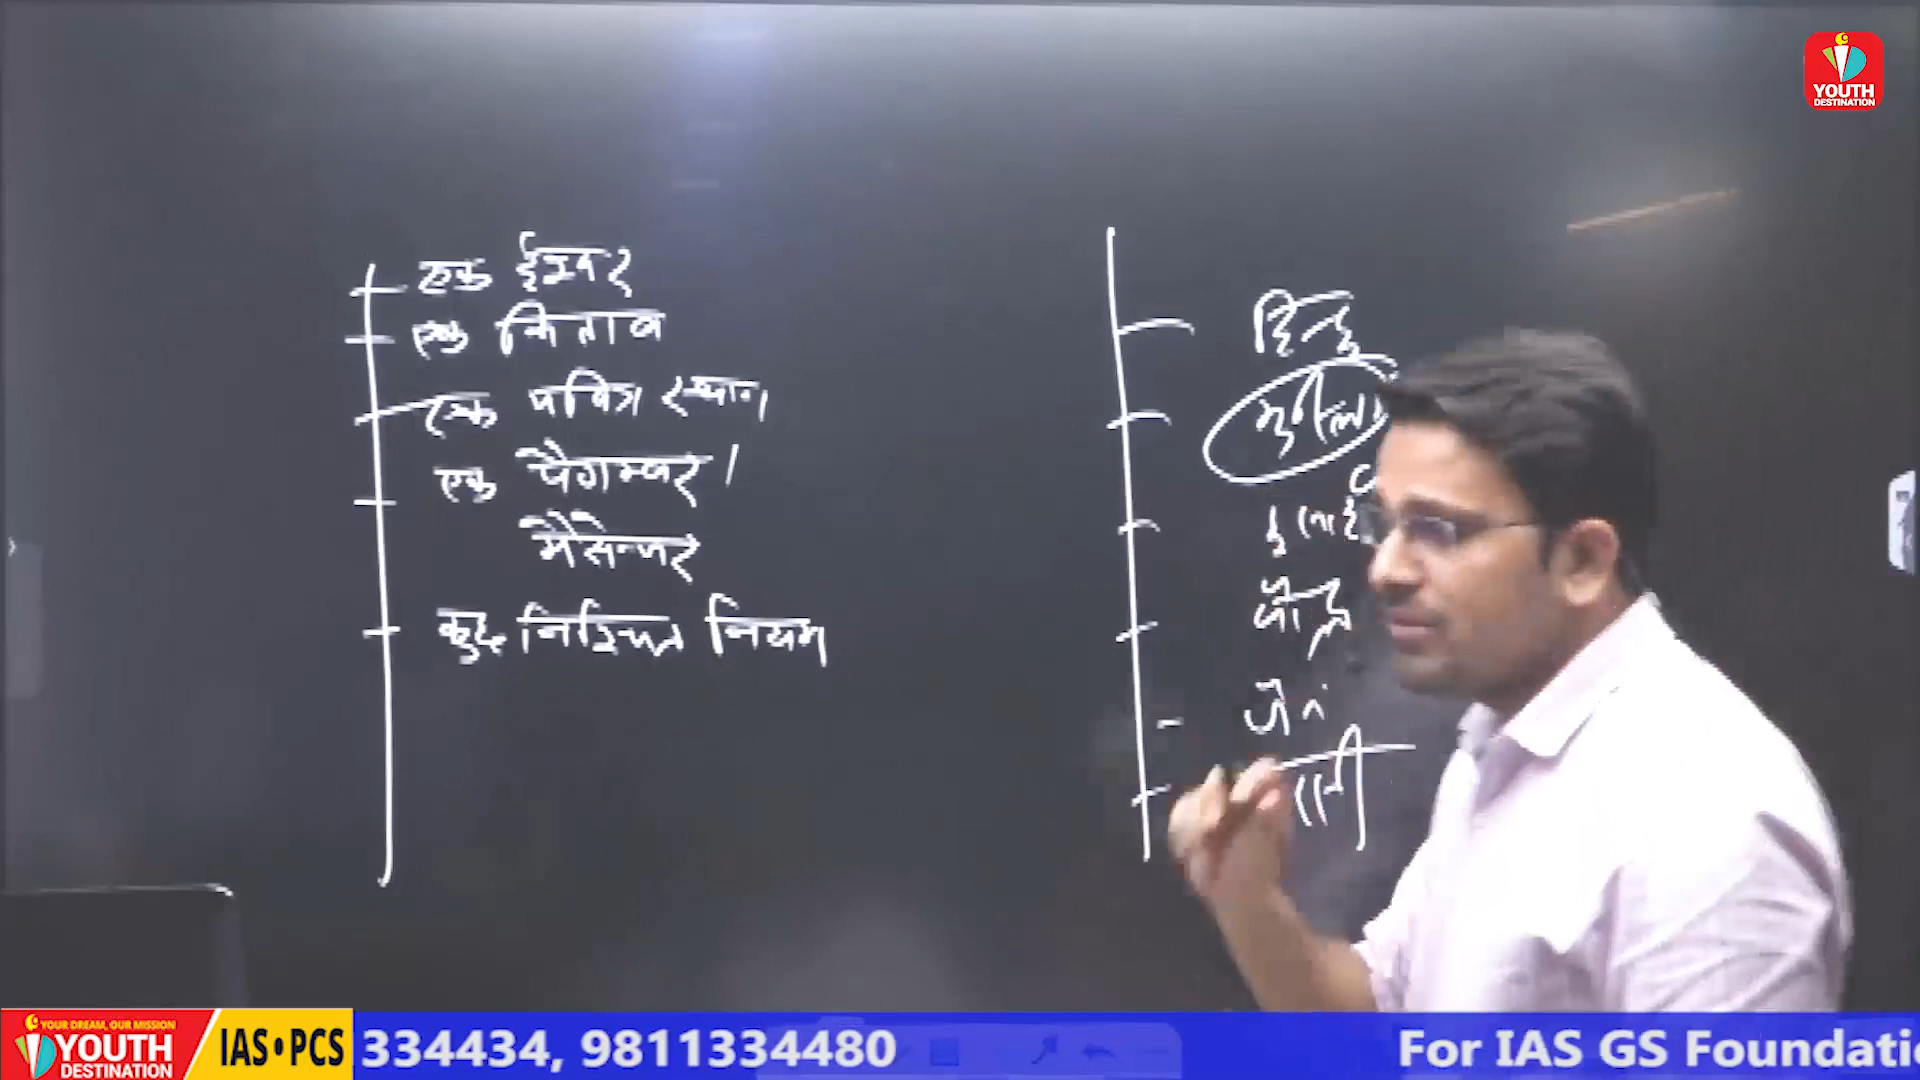 एक ईश्वर
एक किताब
एक पवित्र स्थान
एक पैगम्बर /
मैसेन्जर
कुछ निश्चित नियम
हिन्दू
जैन
YOUTH
DESTINATION
YOUR DREAM, OUR MISSION
YOUTH
DESTINATION
IAS•PCS
334434, 9811334480
For IAS GS Foundati